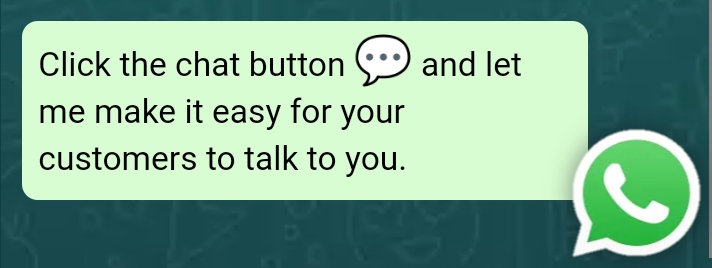 Click the chat button 💬 and let
me make it easy for your
customers to talk to you.